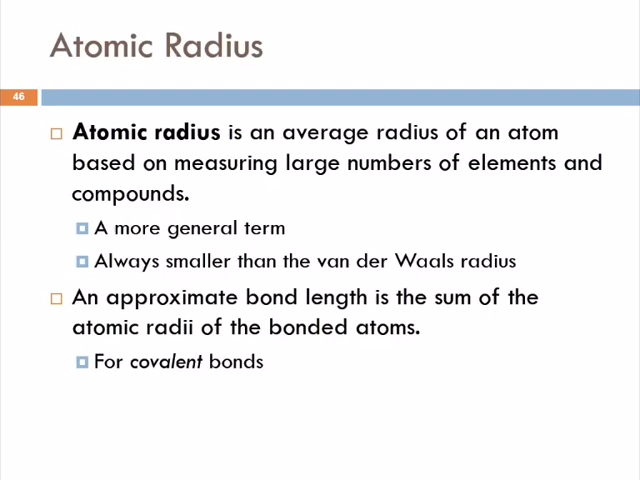 Atomic Radius
46
Atomic radius is an average radius of an atom
based on measuring large numbers of elements and
compounds.
A more general term
Always smaller than the van der Waals radius
An approximate bond length is the sum of the
atomic radii of the bonded atoms.
For covalent bonds